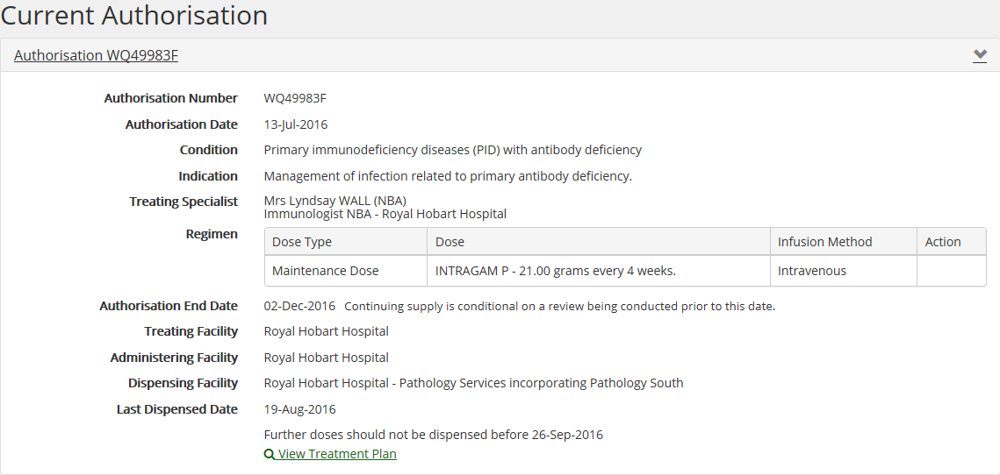 Current Authorisation
Authorisation WQ49983F
Authorisation Number WQ49983F
Authorisation Date 13-Jul-2016
Condition Primary immunodeficiency diseases (PID) with antibody deficiency
Indication Management of infection related to primary antibody deficiency.
Treating Specialist Mrs Lyndsay WALL (NBA)
Immunologist NBA - Royal Hobart Hospital
Regimen
Dose Type Dose Infusion Method Action
Maintenance Dose INTRAGAM P - 21.00 grams every 4 weeks. Intravenous
Authorisation End Date 02-Dec-2016 Continuing supply is conditional on a review being conducted prior to this date.
Treating Facility Royal Hobart Hospital
Administering Facility Royal Hobart Hospital
Dispensing Facility Royal Hobart Hospital - Pathology Services incorporating Pathology South
Last Dispensed Date 19-Aug-2016
Further doses should not be dispensed before 26-Sep-2016
View Treatment Plan